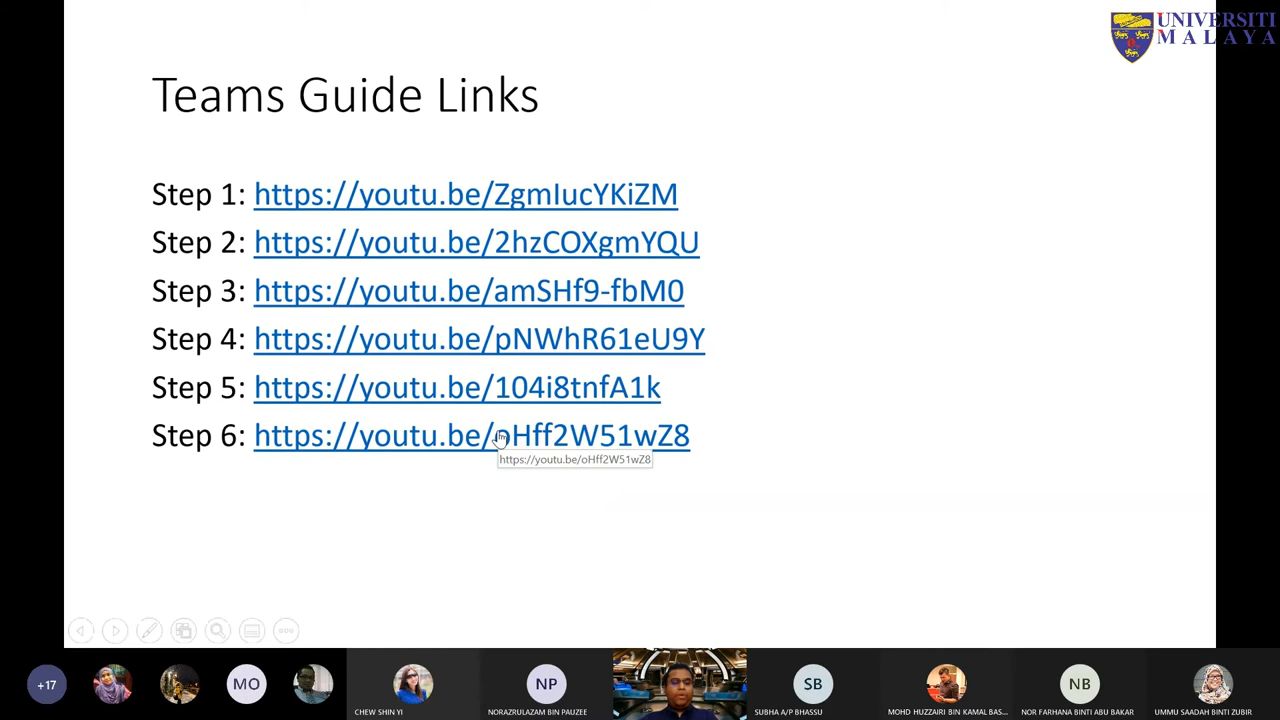 UNIVERSITI
MALAYA
Teams Guide Links
Step 1: https://youtu.be/ZgmIucYKiZM
Step 2: https://youtu.be/2hzCOXgmYQU
Step 3: https://youtu.be/amSHf9-fbM0
Step 4: https://youtu.be/pNWhR61eU9Y
Step 5: https://youtu.be/104i8tnfA1k
Step 6: https://youtu.be/oHff2W51wZ8
https://youtu.be/oHff2W51wZ8
+17
MO
NP
SB
NB
CHEW SHIN YI
NORAZRULAZAM BIN PAUZEE
SUBHA A/P BHASSU
MOHD HUZZAIRI BIN KAMAL BAS...
NOR FARHANA BINTI ABU BAKAR
UMMU SAADAH BINTI ZUBIR